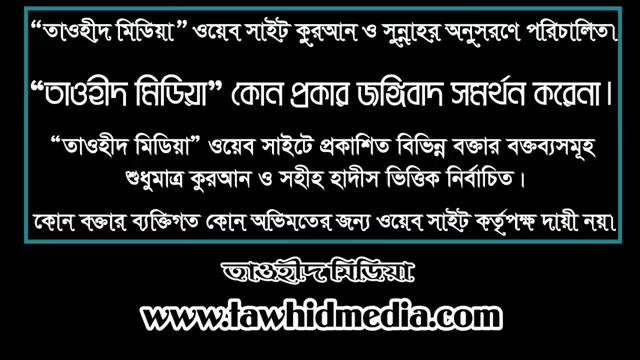 “তাওহীদ মিডিয়া” ওয়েব সাইট কুরআন ও সুন্নাহর অনুসরণে পরিচালিত।
“তাওহীদ মিডিয়া” কোন প্রকার জঙ্গিবাদ সমর্থন করেনা।
“তাওহীদ মিডিয়া” ওয়েব সাইটে প্রকাশিত বিভিন্ন বক্তার বক্তব্যসমূহ
শুধুমাত্র কুরআন ও সহীহ হাদীস ভিত্তিক নির্বাচিত।
কোন বক্তার ব্যক্তিগত কোন অভিমতের জন্য ওয়েব সাইট কর্তৃপক্ষ দায়ী নয়।
তাওহীদ মিডিয়া
www.tawhidmedia.com